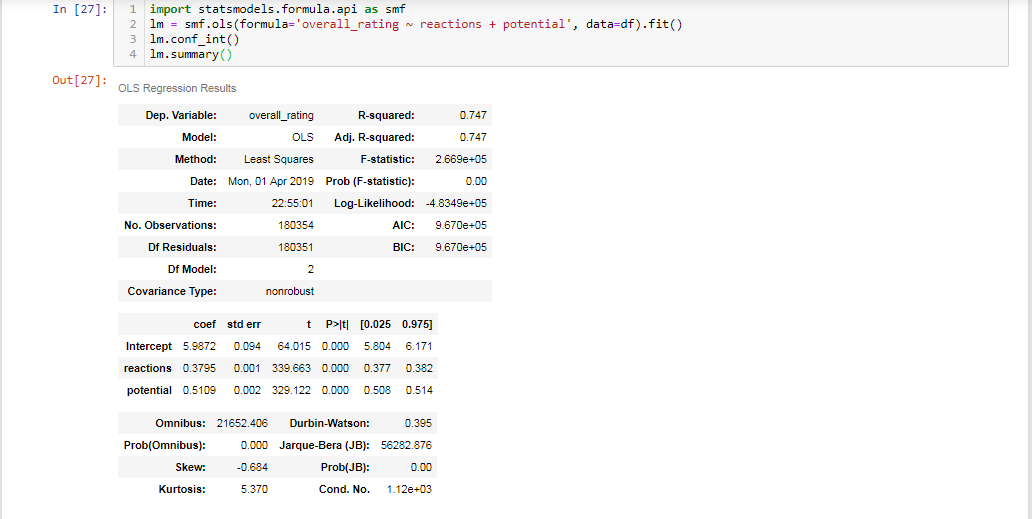 In [27]: 1 import statsmodels.formula.api as smf
2 lm = smf.ols(formula='overall_rating ~ reactions + potential', data=df).fit()
3 lm.conf_int()
4 lm.summary()
Out[27]: OLS Regression Results
Dep. Variable: overall_rating R-squared: 0.747
Model: OLS Adj. R-squared: 0.747
Method: Least Squares F-statistic: 2.669e+05
Date: Mon, 01 Apr 2019 Prob (F-statistic): 0.00
Time: 22:55:01 Log-Likelihood: -4.8349e+05
No. Observations: 180354 AIC: 9.670e+05
Df Residuals: 180351 BIC: 9.670e+05
Df Model: 2
Covariance Type: nonrobust
coef std err t P>|t| [0.025 0.975]
Intercept 5.9872 0.094 64.015 0.000 5.804 6.171
reactions 0.3795 0.001 339.663 0.000 0.377 0.382
potential 0.5109 0.002 329.122 0.000 0.508 0.514
Omnibus: 21652.406 Durbin-Watson: 0.395
Prob(Omnibus): 0.000 Jarque-Bera (JB): 56282.876
Skew: -0.684 Prob(JB): 0.00
Kurtosis: 5.370 Cond. No. 1.12e+03